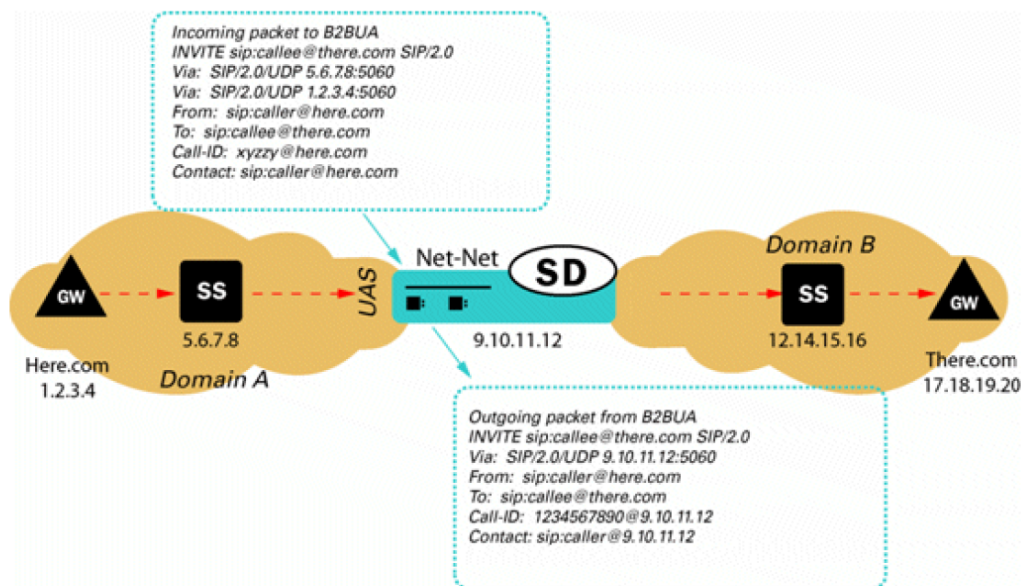 Incoming packet to B2BUA
INVITE sip:callee@there.com SIP/2.0
Via: SIP/2.0/UDP 5.6.7.8:5060
Via: SIP/2.0/UDP 1.2.3.4:5060
From: sip:caller@here.com
To: sip:callee@there.com
Call-ID: xyzzy@here.com
Contact: sip:caller@here.com
GW
SS
UAS
Net-Net
SD
Domain B
SS
GW
5.6.7.8
9.10.11.12
12.14.15.16
Here.com
1.2.3.4
Domain A
There.com
17.18.19.20
Outgoing packet from B2BUA
INVITE sip:callee@there.com SIP/2.0
Via: SIP/2.0/UDP 9.10.11.12:5060
From: sip:caller@here.com
To: sip:callee@there.com
Call-ID: 1234567890@9.10.11.12
Contact: sip:caller@9.10.11.12